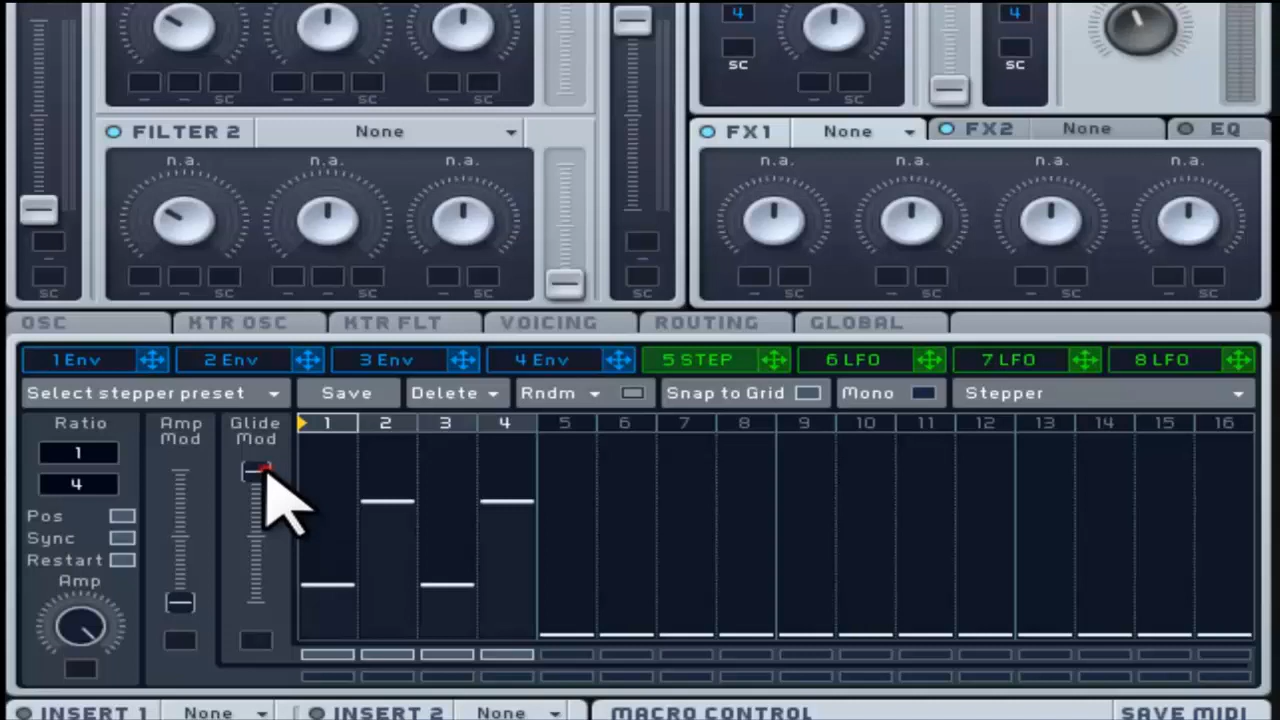 4 4
SC SC
SC SC SC
FILTER 2 None FX1 None FX2 None EQ
n.a. n.a. n.a. n.a. n.a. n.a. n.a.
SC SC SC SC SC SC SC SC SC
OSC KTR OSC KTR FLT VOICING ROUTING GLOBAL
1 Env 2 Env 3 Env 4 Env 5 STEP 6 LFO 7 LFO 8 LFO
Select stepper preset Save Delete Rndm Snap to Grid Mono Stepper
Ratio Amp Mod Glide Mod 1 2 3 4 5 6 7 8 9 10 11 12 13 14 15 16
1
4
Pos
Sync
Restart
Amp
INSERT 1 None INSERT 2 None MACRO CONTROL SAVE MIDI